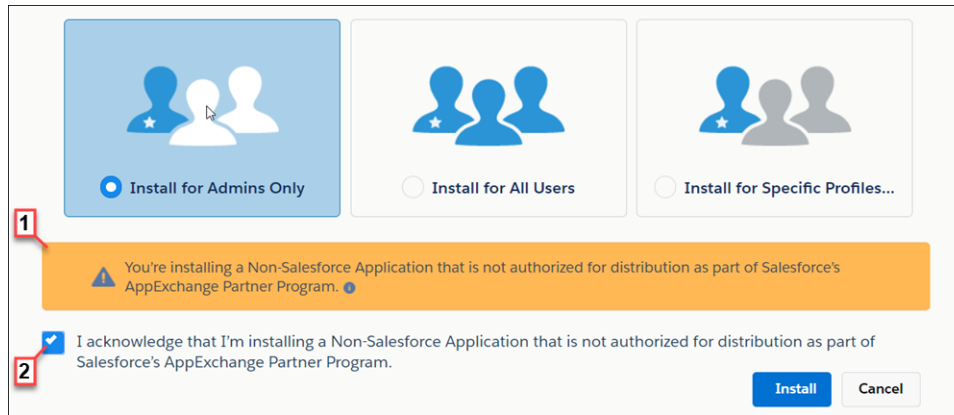 Install for Admins Only
Install for All Users
Install for Specific Profiles...
1
You're installing a Non-Salesforce Application that is not authorized for distribution as part of Salesforce's
AppExchange Partner Program.
I acknowledge that I'm installing a Non-Salesforce Application that is not authorized for distribution as part of
Salesforce's AppExchange Partner Program.
2
Install
Cancel